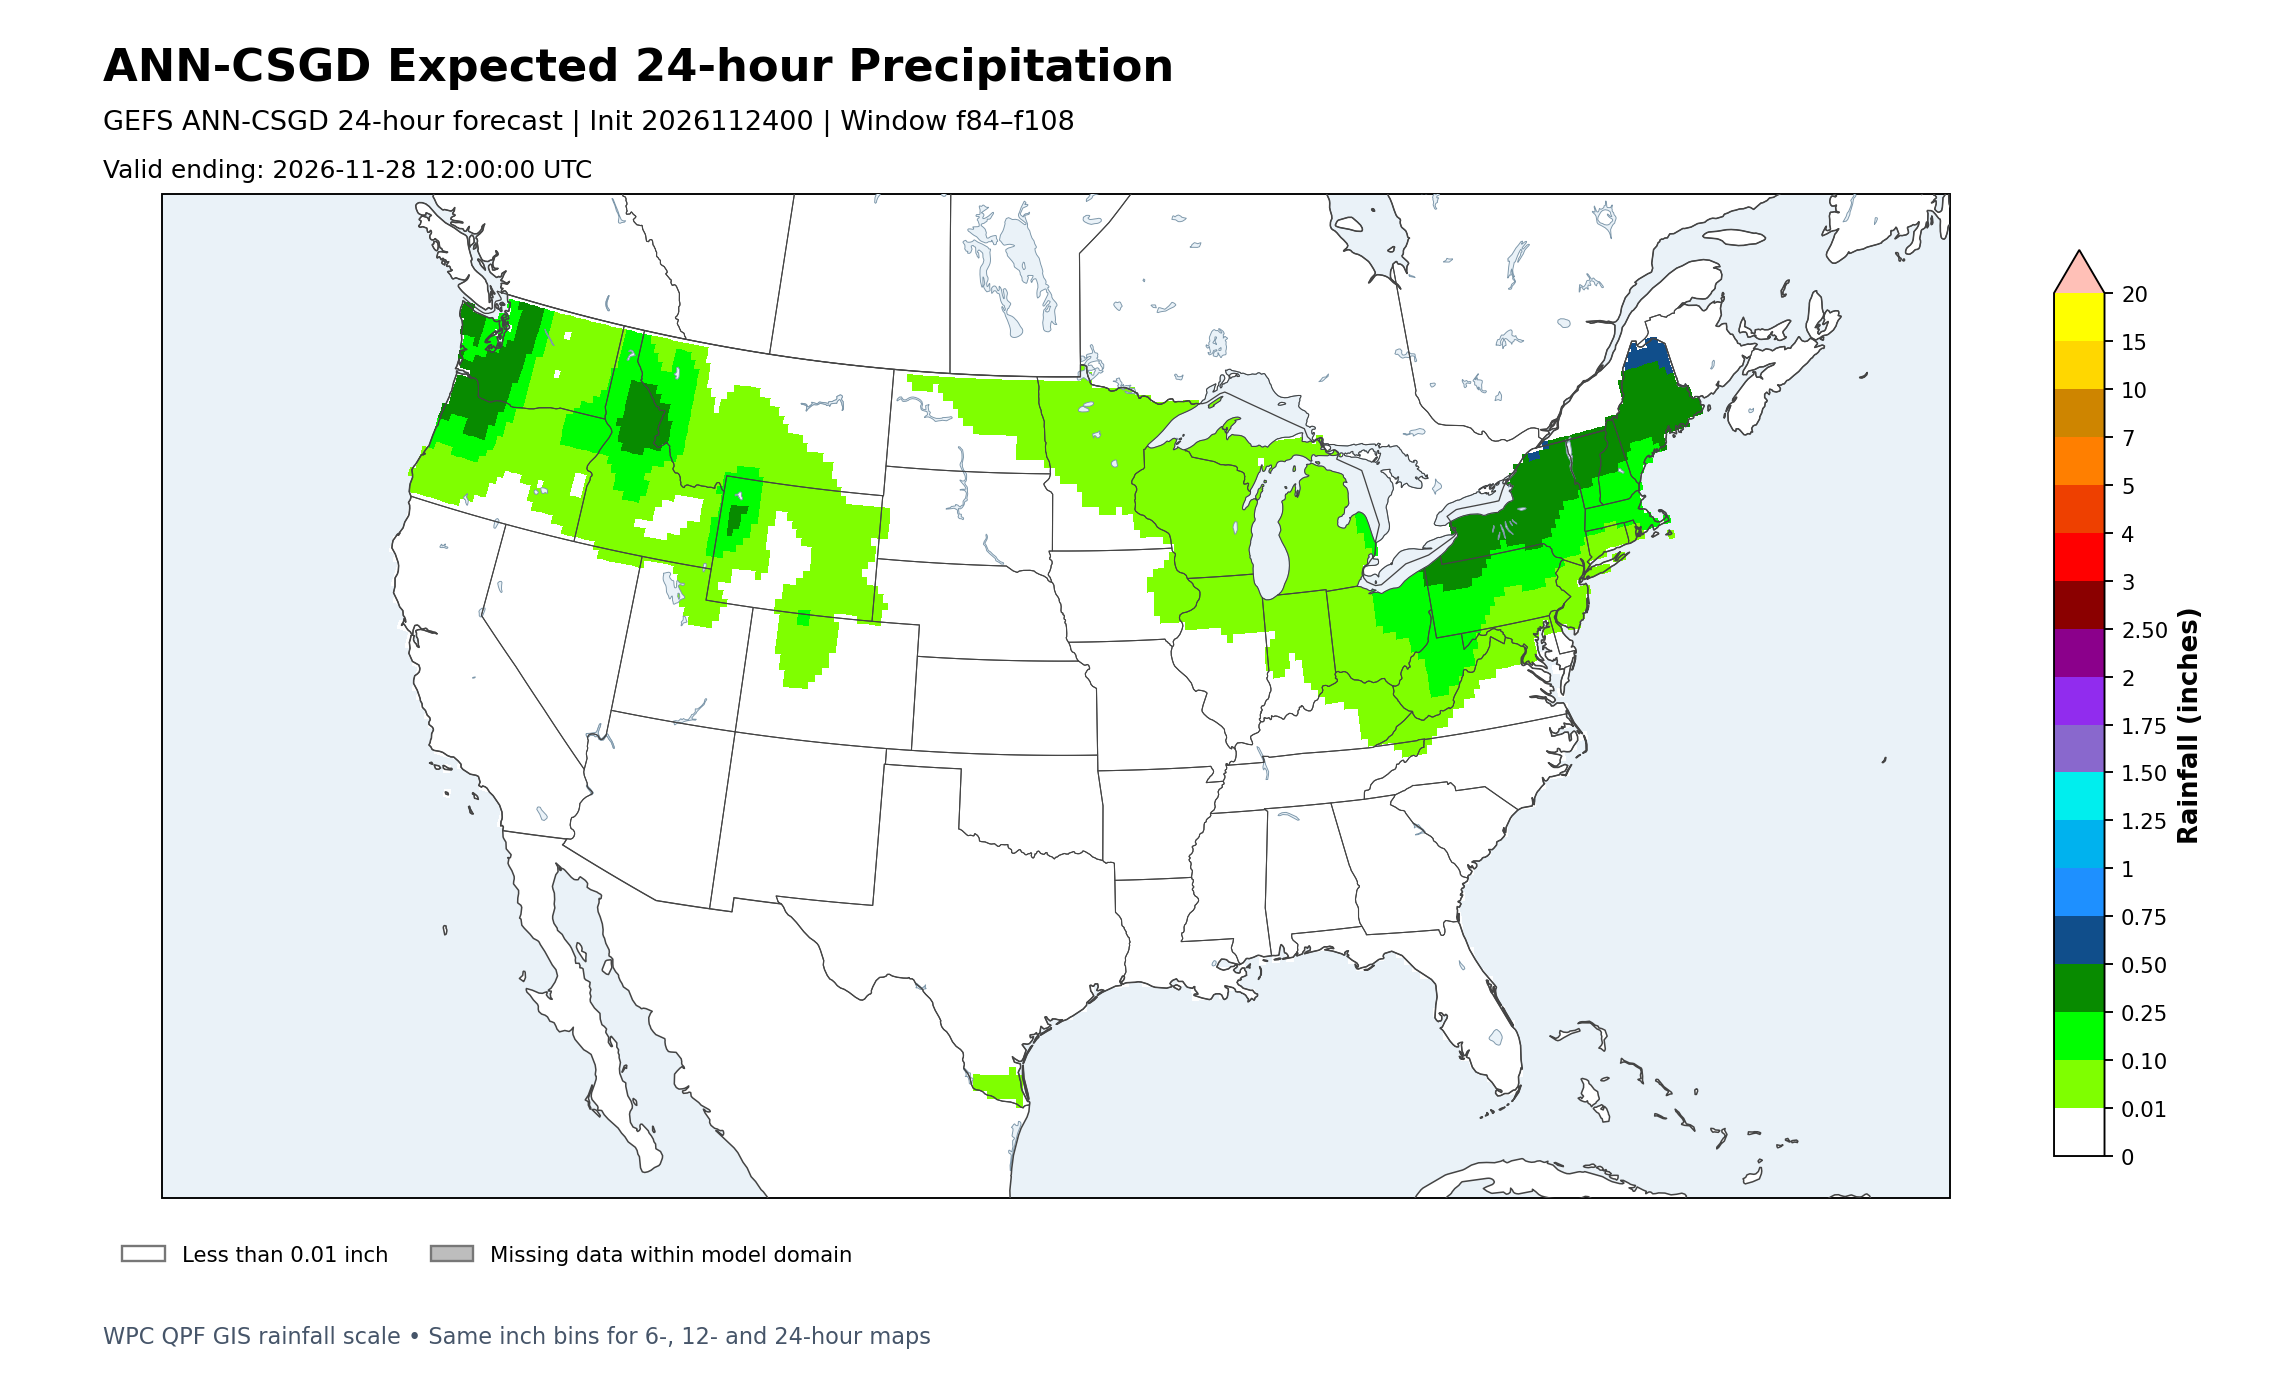 ANN-CSGD Expected 24-hour Precipitation
GEFS ANN-CSGD 24-hour forecast | Init 2026112400 | Window f84–f108
Valid ending: 2026-11-28 12:00:00 UTC
20
15
10
7
5
4
3
2.50
2
1.75
1.50
1.25
1
0.75
0.50
0.25
0.10
0.01
0
Rainfall (inches)
Less than 0.01 inch
Missing data within model domain
WPC QPF GIS rainfall scale • Same inch bins for 6-, 12- and 24-hour maps